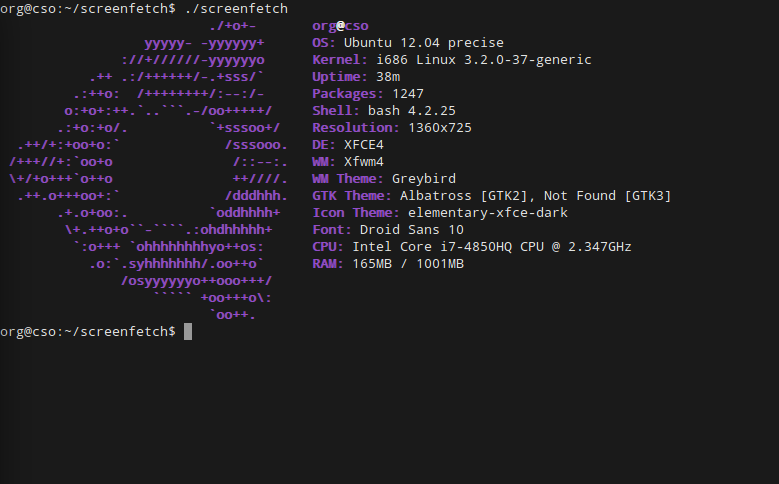 org@cso:~/screenfetch$ ./screenfetch
                          ./+o+-       org@cso
                  yyyyy- -yyyyyy+      OS: Ubuntu 12.04 precise
               ://+//////-yyyyyyo      Kernel: i686 Linux 3.2.0-37-generic
           .++ .:/++++++/-.+sss/`      Uptime: 38m
         .:++o:  /++++++++/:--:/-      Packages: 1247
        o:+o+:++.`..```.-/oo+++++/     Shell: bash 4.2.25
       .:+o:+o/.          `+sssoo+/    Resolution: 1360x725
  .++/+:+oo+o:`             /sssooo.   DE: XFCE4
 /+++//+:`oo+o               /::--:.   WM: Xfwm4
 \+/+o+++`o++o               ++////.   WM Theme: Greybird
  .++.o+++oo+:`             /dddhhh.   GTK Theme: Albatross [GTK2], Not Found [GTK3]
       .+.o+oo:.          `oddhhhh+    Icon Theme: elementary-xfce-dark
        \+.++o+o``-````.:ohdhhhhh+     Font: Droid Sans 10
         `:o+++ `ohhhhhhhhyo++os:      CPU: Intel Core i7-4850HQ CPU @ 2.347GHz
           .o:`.syhhhhhhh/.oo++o`      RAM: 165MB / 1001MB
               /osyyyyyyo++ooo+++/
                   ````` +oo+++o\:
                          `oo++.
org@cso:~/screenfetch$